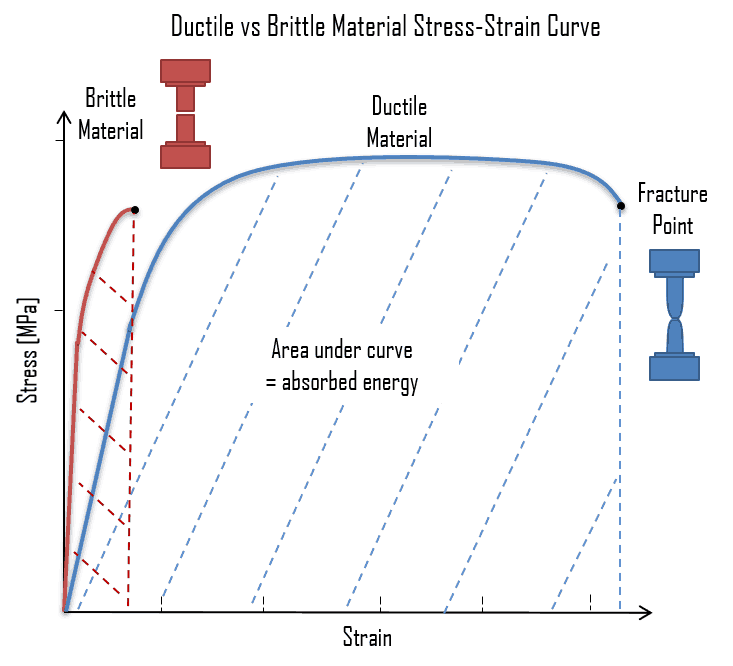 Ductile vs Brittle Material Stress-Strain Curve
Brittle
Material
Ductile
Material
Fracture
Point
Stress [MPa]
Area under curve
= absorbed energy
Strain